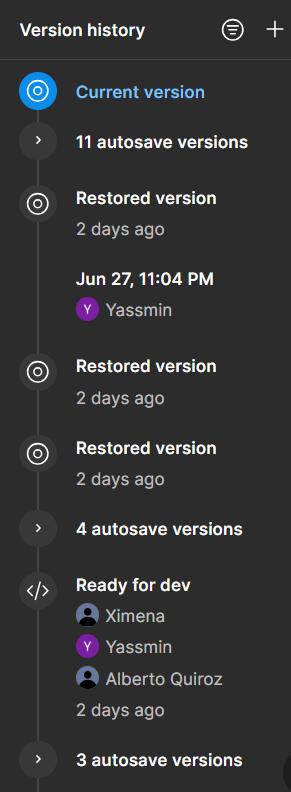 Version history
Current version
11 autosave versions
Restored version
2 days ago
Jun 27, 11:04 PM
Y Yassmin
Restored version
2 days ago
Restored version
2 days ago
4 autosave versions
</> Ready for dev
Ximena
Y Yassmin
Alberto Quiroz
2 days ago
3 autosave versions